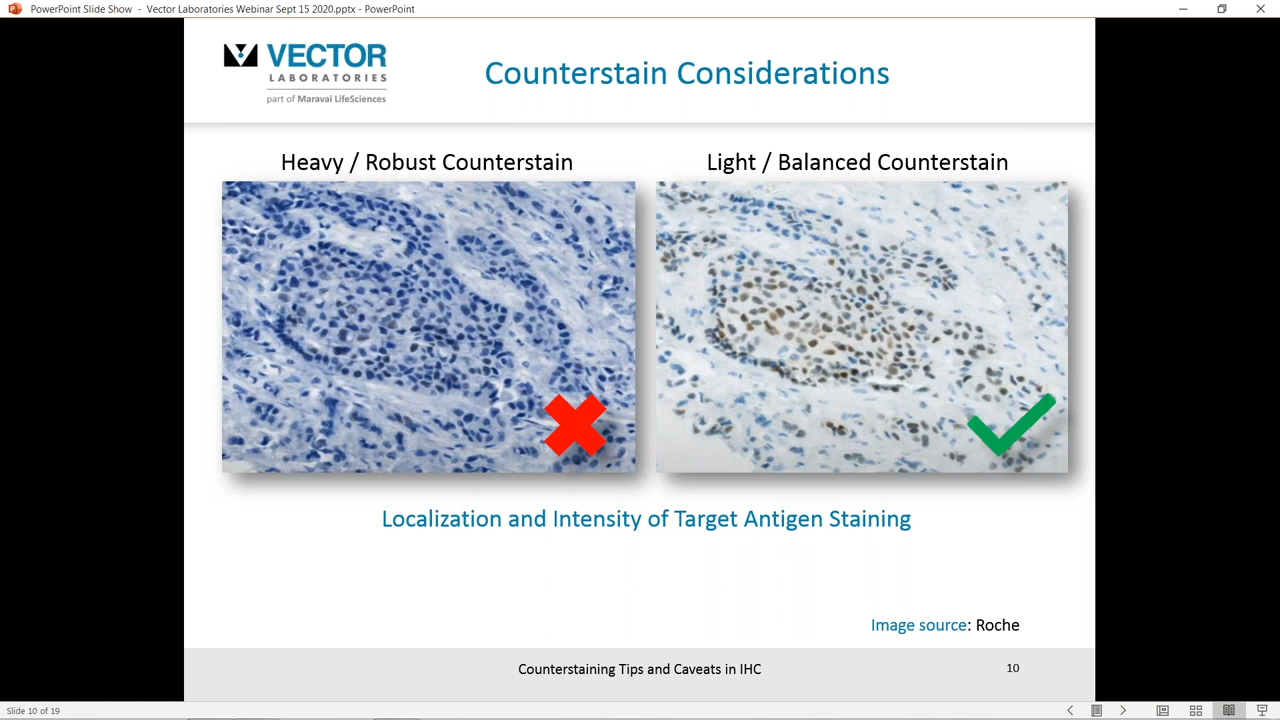 PowerPoint Slide Show - Vector Laboratories Webinar Sept 15 2020.pptx - PowerPoint
VECTOR
LABORATORIES
part of Maravai LifeSciences
Counterstain Considerations
Heavy / Robust Counterstain
Light / Balanced Counterstain
Localization and Intensity of Target Antigen Staining
Image source: Roche
Counterstaining Tips and Caveats in IHC
10
Slide 10 of 19